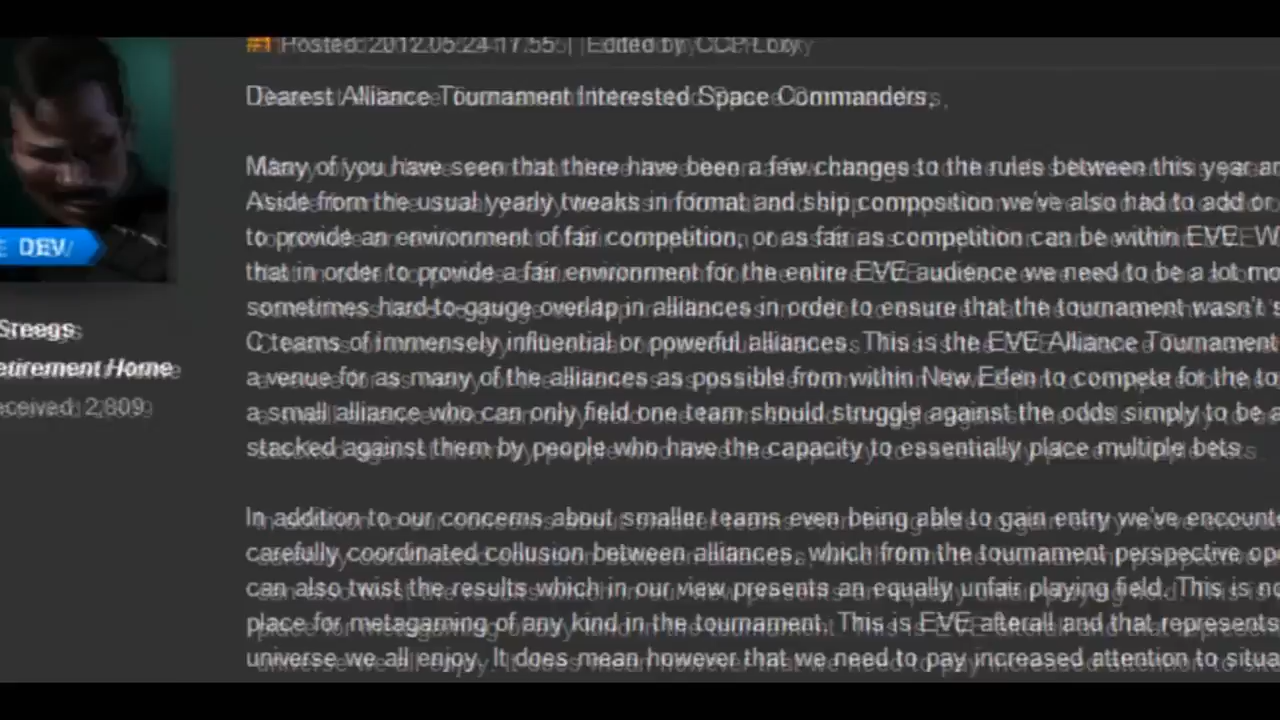 #1 Posted: 2012.05.24 17:55 | Edited by: CCP Loxy
Dearest Alliance Tournament Interested Space Commanders,
Many of you have seen that there have been a few changes to the rules between this year an
Aside from the usual yearly tweaks in format and ship composition we've also had to add or
to provide an environment of fair competition, or as fair as competition can be within EVE. W
that in order to provide a fair environment for the entire EVE audience we need to be a lot mo
sometimes hard-to-gauge overlap in alliances in order to ensure that the tournament wasn't s
C teams of immensely influential or powerful alliances. This is the EVE Alliance Tournament
a venue for as many of the alliances as possible from within New Eden to compete for the to
a small alliance who can only field one team should struggle against the odds simply to be a
stacked against them by people who have the capacity to essentially place multiple bets.
In addition to our concerns about smaller teams even being able to gain entry we've encount
carefully coordinated collusion between alliances, which from the tournament perspective ope
can also twist the results which in our view presents an equally unfair playing field. This is no
place for metagaming of any kind in the tournament. This is EVE afterall and that represents
universe we all enjoy. It does mean however that we need to pay increased attention to situa
E DEV
Sreegs
etirement Home
eceived: 2,809